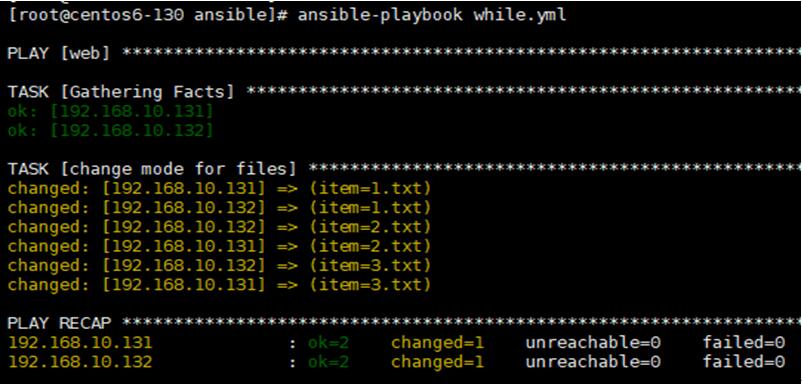 [root@centos6-130 ansible]# ansible-playbook while.yml
PLAY [web] ********************************************************************
TASK [Gathering Facts] ******************************************************
ok: [192.168.10.131]
ok: [192.168.10.132]
TASK [change mode for files] ************************************************
changed: [192.168.10.131] => (item=1.txt)
changed: [192.168.10.132] => (item=1.txt)
changed: [192.168.10.132] => (item=2.txt)
changed: [192.168.10.131] => (item=2.txt)
changed: [192.168.10.132] => (item=3.txt)
changed: [192.168.10.131] => (item=3.txt)
PLAY RECAP ********************************************************************
192.168.10.131 : ok=2 changed=1 unreachable=0 failed=0
192.168.10.132 : ok=2 changed=1 unreachable=0 failed=0